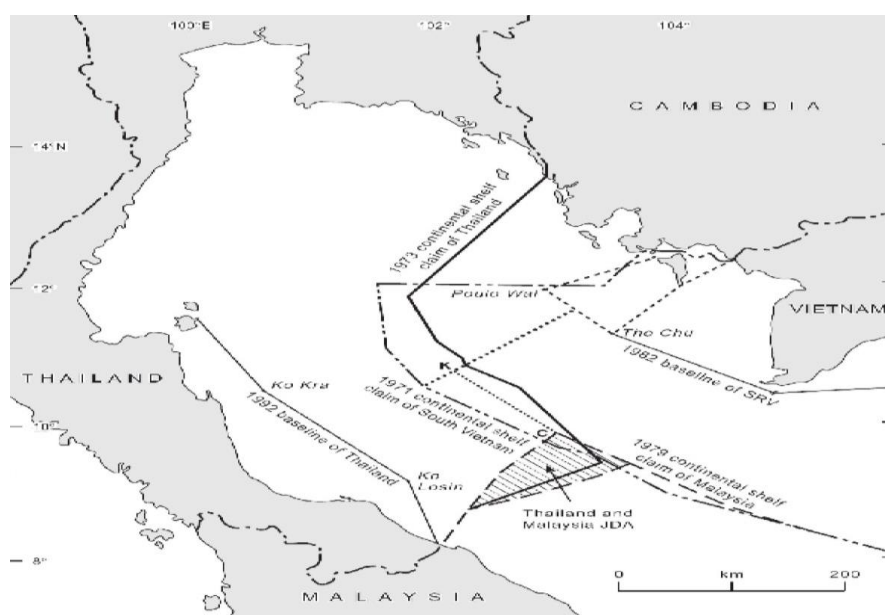 100°E
102°
104°
CAMBODIA
14°N
1973 continental shelf
claim of Thailand
12°
Poulo Wai
VIETNAM
Tho Chu
1982 baseline of SRV
K
THAILAND
Ko Kra
1992 baseline of Thailand
1971 continental shelf
claim of South Vietnam
10°
C
1979 continental shelf
claim of Malaysia
Ko
Losin
Thailand and
Malaysia JDA
8°
0
km
200
MALAYSIA